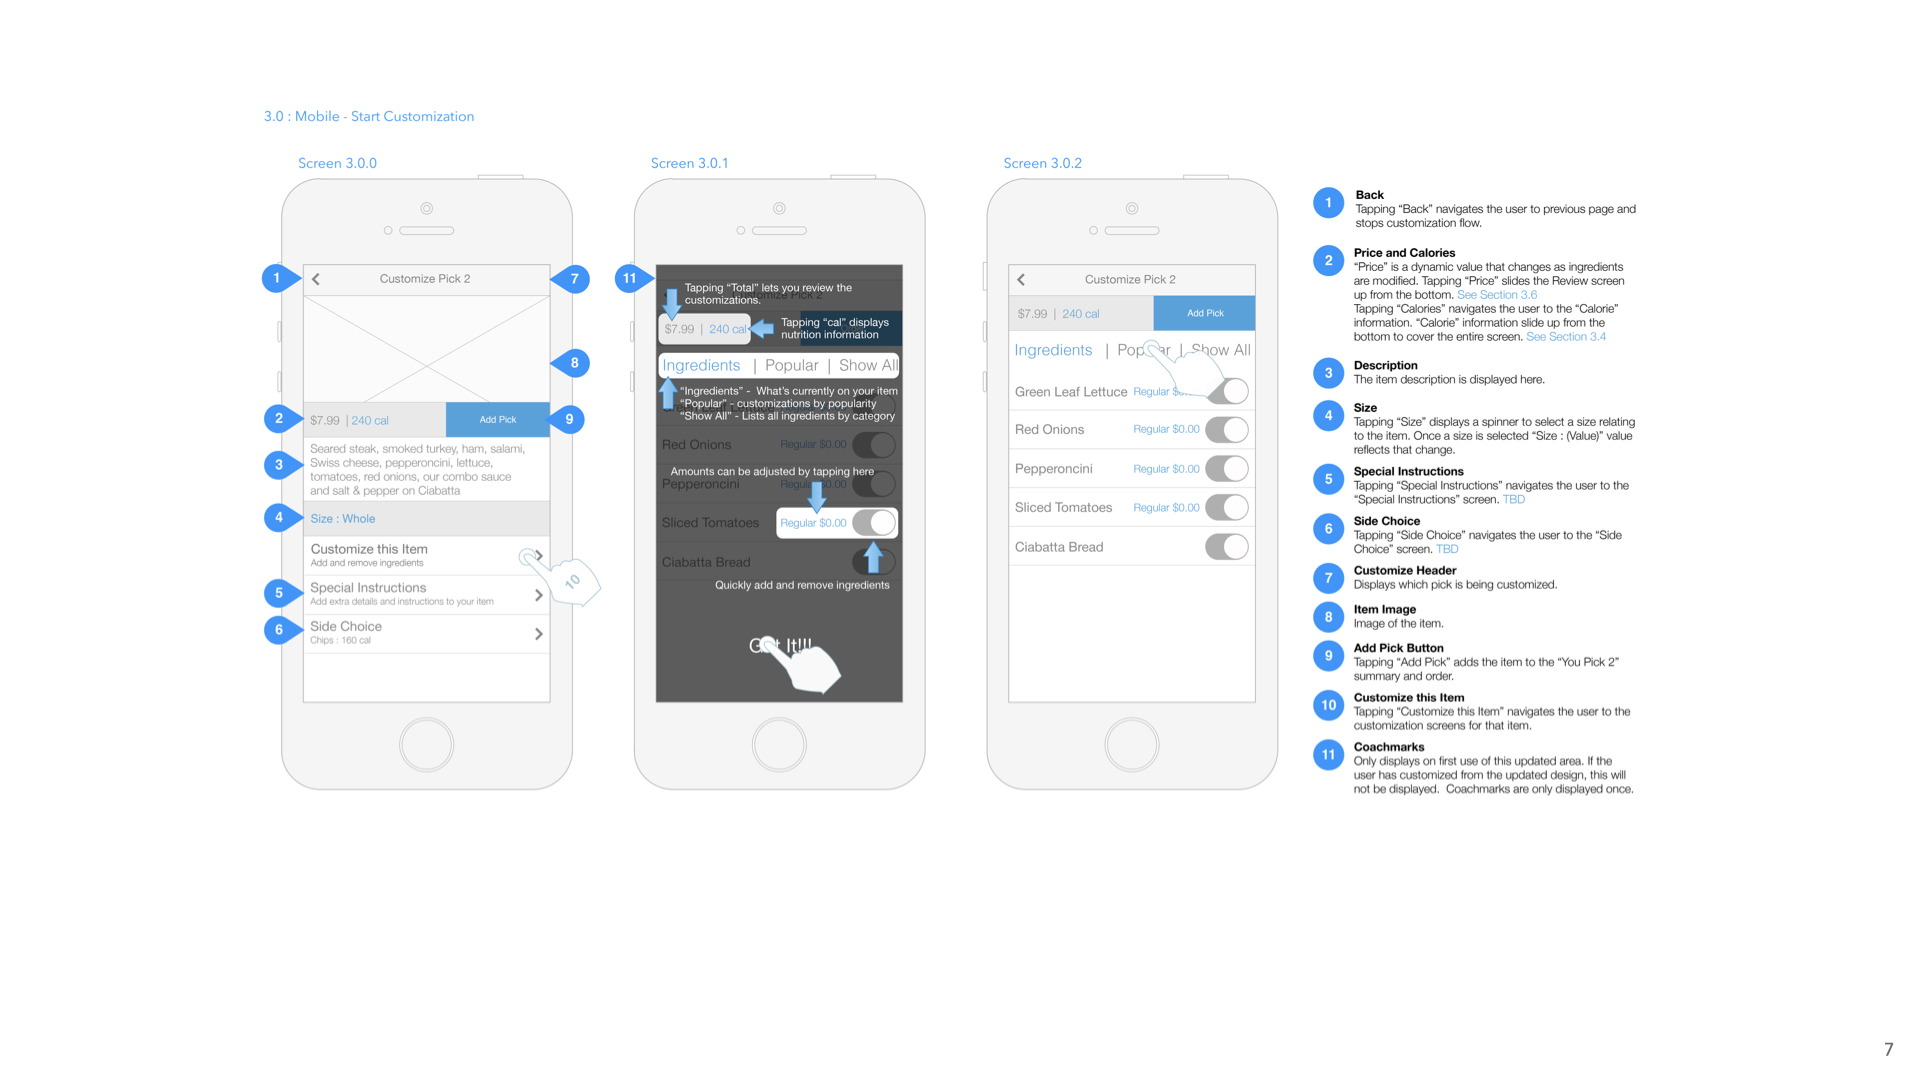 3.0 : Mobile - Start Customization
Screen 3.0.0
1
Customize Pick 2
7
8
2
$7.99 | 240 cal
Add Pick
9
3
Seared steak, smoked turkey, ham, salami,
Swiss cheese, pepperoncini, lettuce,
tomatoes, red onions, our combo sauce
and salt & pepper on Ciabatta
4
Size : Whole
Customize this Item
Add and remove ingredients
10
5
Special Instructions
Add extra details and instructions to your item
6
Side Choice
Chips : 160 cal
Screen 3.0.1
11
Tapping “Total” lets you review the
customizations.
$7.99 | 240 cal
Tapping “cal” displays
nutrition information
Ingredients | Popular | Show All
“Ingredients” - What’s currently on your item
“Popular” - customizations by popularity
“Show All” - Lists all ingredients by category
Red Onions Regular $0.00
Amounts can be adjusted by tapping here
Pepperoncini
Sliced Tomatoes Regular $0.00
Ciabatta Bread
Quickly add and remove ingredients
It!!!
Screen 3.0.2
Customize Pick 2
$7.99 | 240 cal
Add Pick
Ingredients | Popular | Show All
Green Leaf Lettuce Regular
Red Onions Regular $0.00
Pepperoncini Regular $0.00
Sliced Tomatoes Regular $0.00
Ciabatta Bread
1
Back
Tapping “Back” navigates the user to previous page and
stops customization flow.
2
Price and Calories
“Price” is a dynamic value that changes as ingredients
are modified. Tapping “Price” slides the Review screen
up from the bottom. See Section 3.6
Tapping “Calories” navigates the user to the “Calorie”
information. “Calorie” information slide up from the
bottom to cover the entire screen. See Section 3.4
3
Description
The item description is displayed here.
4
Size
Tapping “Size” displays a spinner to select a size relating
to the item. Once a size is selected “Size : (Value)” value
reflects that change.
5
Special Instructions
Tapping “Special Instructions” navigates the user to the
“Special Instructions” screen. TBD
6
Side Choice
Tapping “Side Choice” navigates the user to the “Side
Choice” screen. TBD
7
Customize Header
Displays which pick is being customized.
8
Item Image
Image of the item.
9
Add Pick Button
Tapping “Add Pick” adds the item to the “You Pick 2”
summary and order.
10
Customize this Item
Tapping “Customize this Item” navigates the user to the
customization screens for that item.
11
Coachmarks
Only displays on first use of this updated area. If the
user has customized from the updated design, this will
not be displayed. Coachmarks are only displayed once.
7